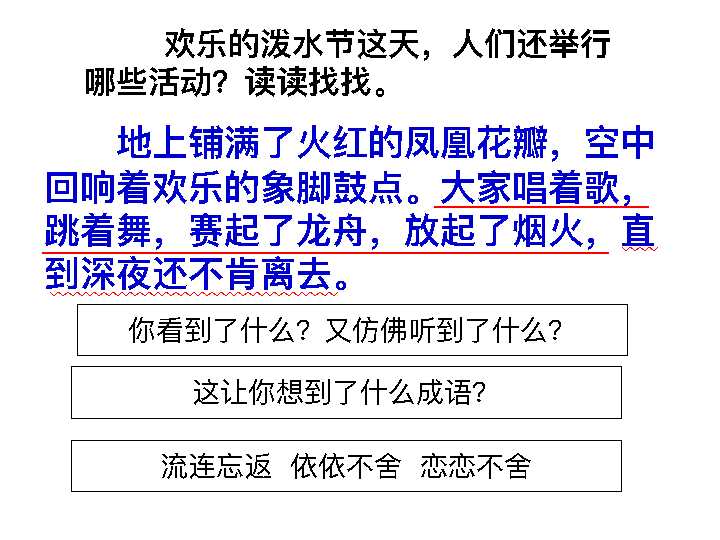 欢乐的泼水节这天，人们还举行
哪些活动？读读找找。
地上铺满了火红的凤凰花瓣，空中
回响着欢乐的象脚鼓点。大家唱着歌，
跳着舞，赛起了龙舟，放起了烟火，直
到深夜还不肯离去。
你看到了什么？又仿佛听到了什么？
这让你想到了什么成语？
流连忘返 依依不舍 恋恋不舍